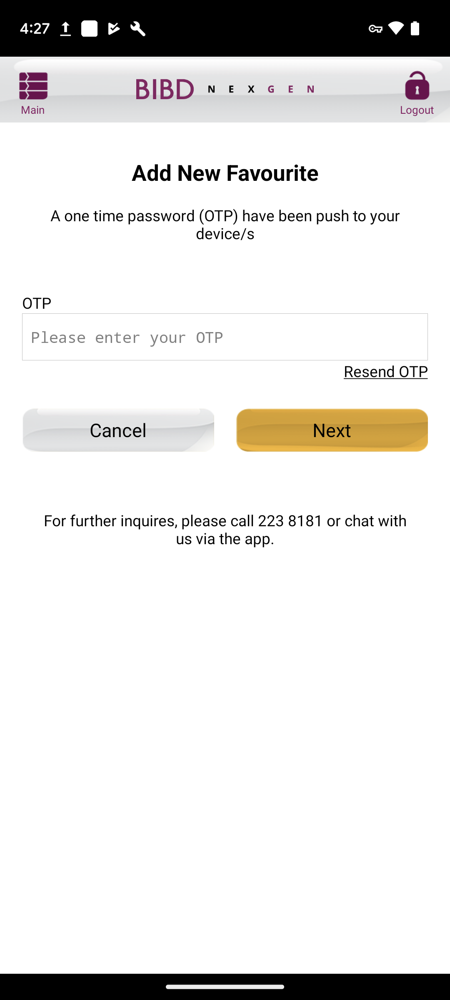 4:27
BIBD NEXGEN
Main
Logout
Add New Favourite
A one time password (OTP) have been push to your
device/s
OTP
Please enter your OTP
Resend OTP
Cancel
Next
For further inquires, please call 223 8181 or chat with
us via the app.